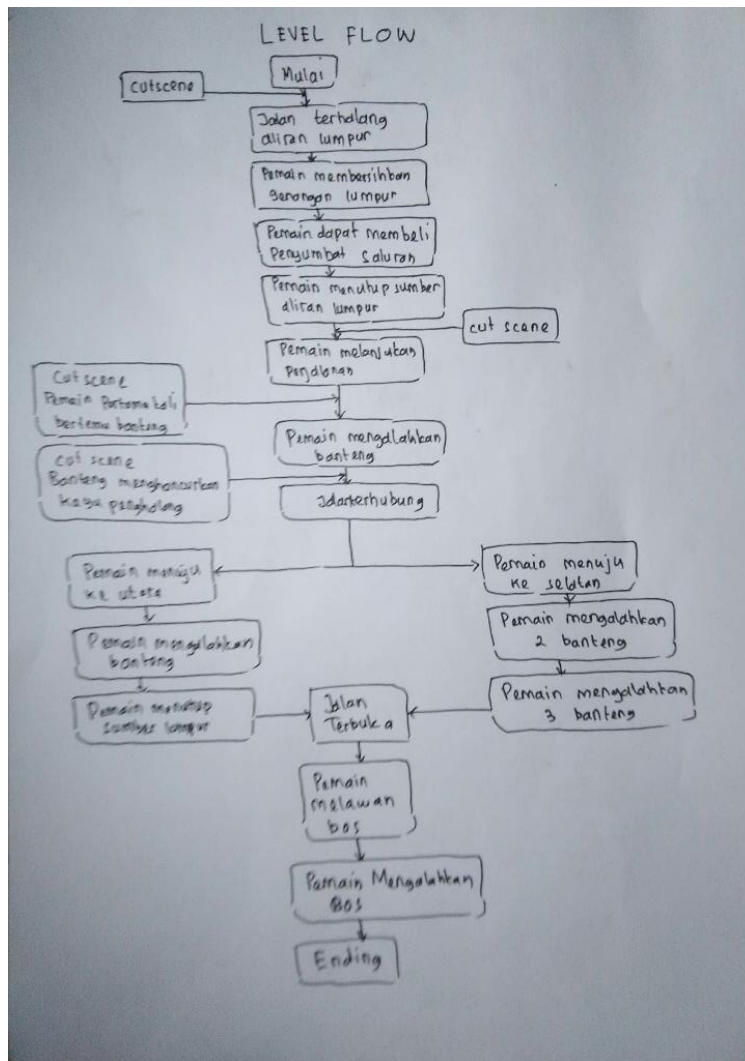 LEVEL FLOW
Mulai
cutscene
Jalan terhalang
aliran lumpur
Pemain membersihkan
genangan lumpur
Pemain dapat membeli
Penyumbat saluran
Pemain menutup sumber
aliran lumpur
cut scene
Pemain melanjutkan
perjalanan
Cut scene
Pemain Pertama kali
bertemu banteng
Pemain mengalahkan
banteng
cut scene
Banteng menghancurkan
kayu penghalang
terhubung
Pemain menuju
ke utara
Pemain mengalahkan
banteng
Pemain menutup
sumber lumpur
Pemain menuju
ke selatan
Pemain mengalahkan
2 banteng
Pemain mengalahkan
3 banteng
Jalan
Terbuka
Pemain
melawan
bos
Pemain Mengalahkan
BOS
Ending